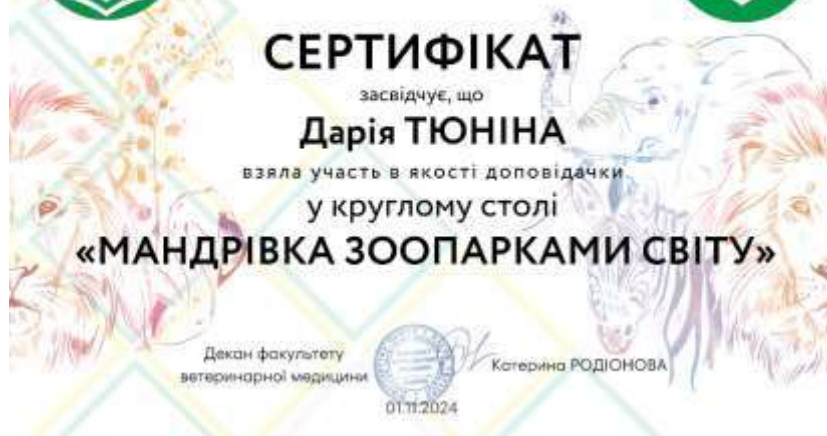 СЕРТИФІКАТ
засвідчує, що
Дарія ТЮНІНА
взяла участь в якості доповідачки
у круглому столі
«МАНДРІВКА ЗООПАРКАМИ СВІТУ»
Декан факультету
ветеринарної медицини
Катерина РОДІОНОВА
01.11.2024